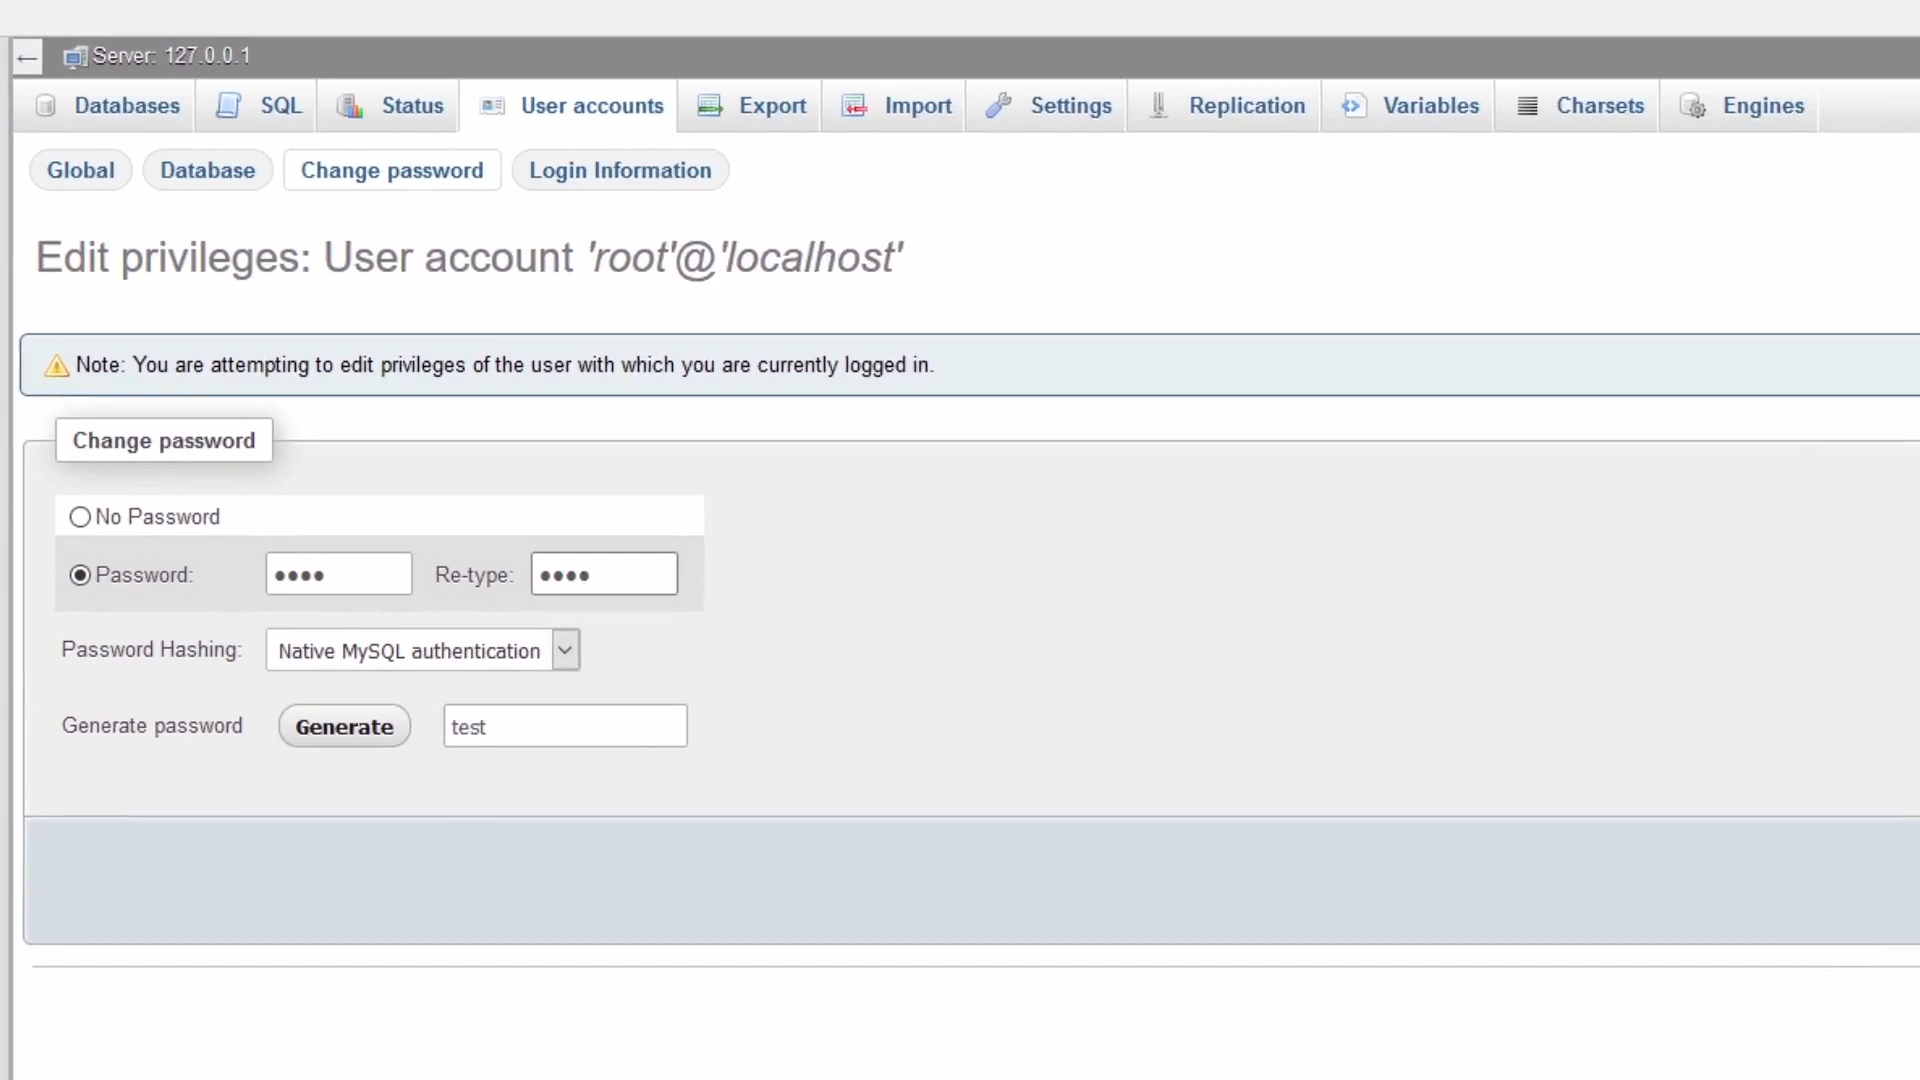 Server: 127.0.0.1
Databases SQL Status User accounts Export Import Settings Replication Variables Charsets Engines
Global Database Change password Login Information
Edit privileges: User account 'root'@'localhost'
Note: You are attempting to edit privileges of the user with which you are currently logged in.
Change password
No Password
Password: •••• Re-type: ••••
Password Hashing: Native MySQL authentication
Generate password Generate test